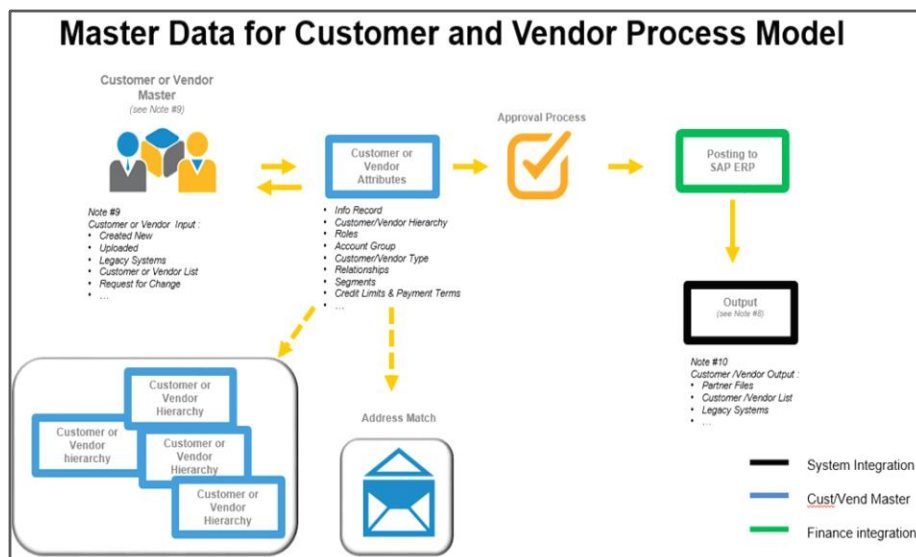 Master Data for Customer and Vendor Process Model
Customer or Vendor
Master
(see Note #9)
Note #9
Customer or Vendor Input :
• Created New
• Uploaded
• Legacy Systems
• Customer or Vendor List
• Request for Change
• ...
Customer or
Vendor
Attributes
• Info Record
• Customer/Vendor Hierarchy
• Roles
• Account Group
• Customer/Vendor Type
• Relationships
• Segments
• Credit Limits & Payment Terms
• ...
Approval Process
Posting to
SAP ERP
Output
(see Note #8)
Note #10
Customer /Vendor Output :
• Partner Files
• Customer /Vendor List
• Legacy Systems
• ...
Customer or
Vendor
Hierarchy
Customer or
Vendor
hierarchy
Customer or
Vendor
Hierarchy
Customer or
Vendor
Hierarchy
Address Match
System Integration
Cust/Vend Master
Finance integration